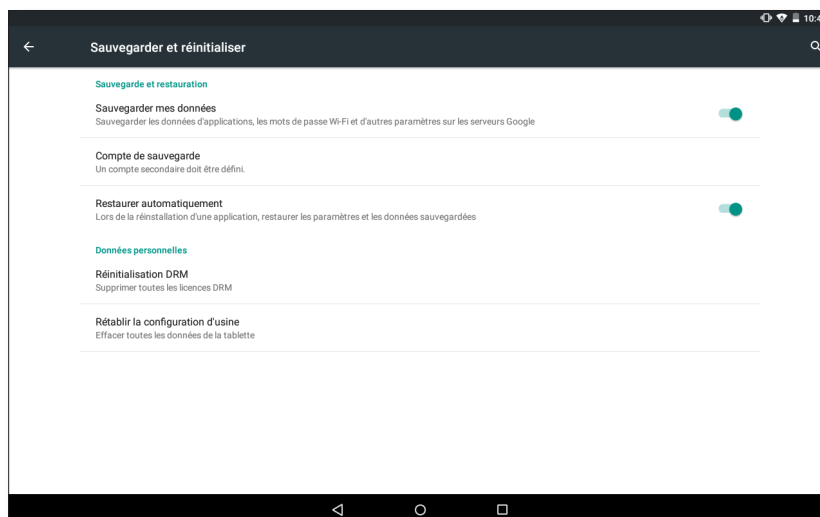 10:4
Sauvegarder et réinitialiser
Sauvegarde et restauration
Sauvegarder mes données
Sauvegarder les données d'applications, les mots de passe Wi-Fi et d'autres paramètres sur les serveurs Google
Compte de sauvegarde
Un compte secondaire doit être défini.
Restaurer automatiquement
Lors de la réinstallation d'une application, restaurer les paramètres et les données sauvegardées
Données personnelles
Réinitialisation DRM
Supprimer toutes les licences DRM
Rétablir la configuration d'usine
Effacer toutes les données de la tablette